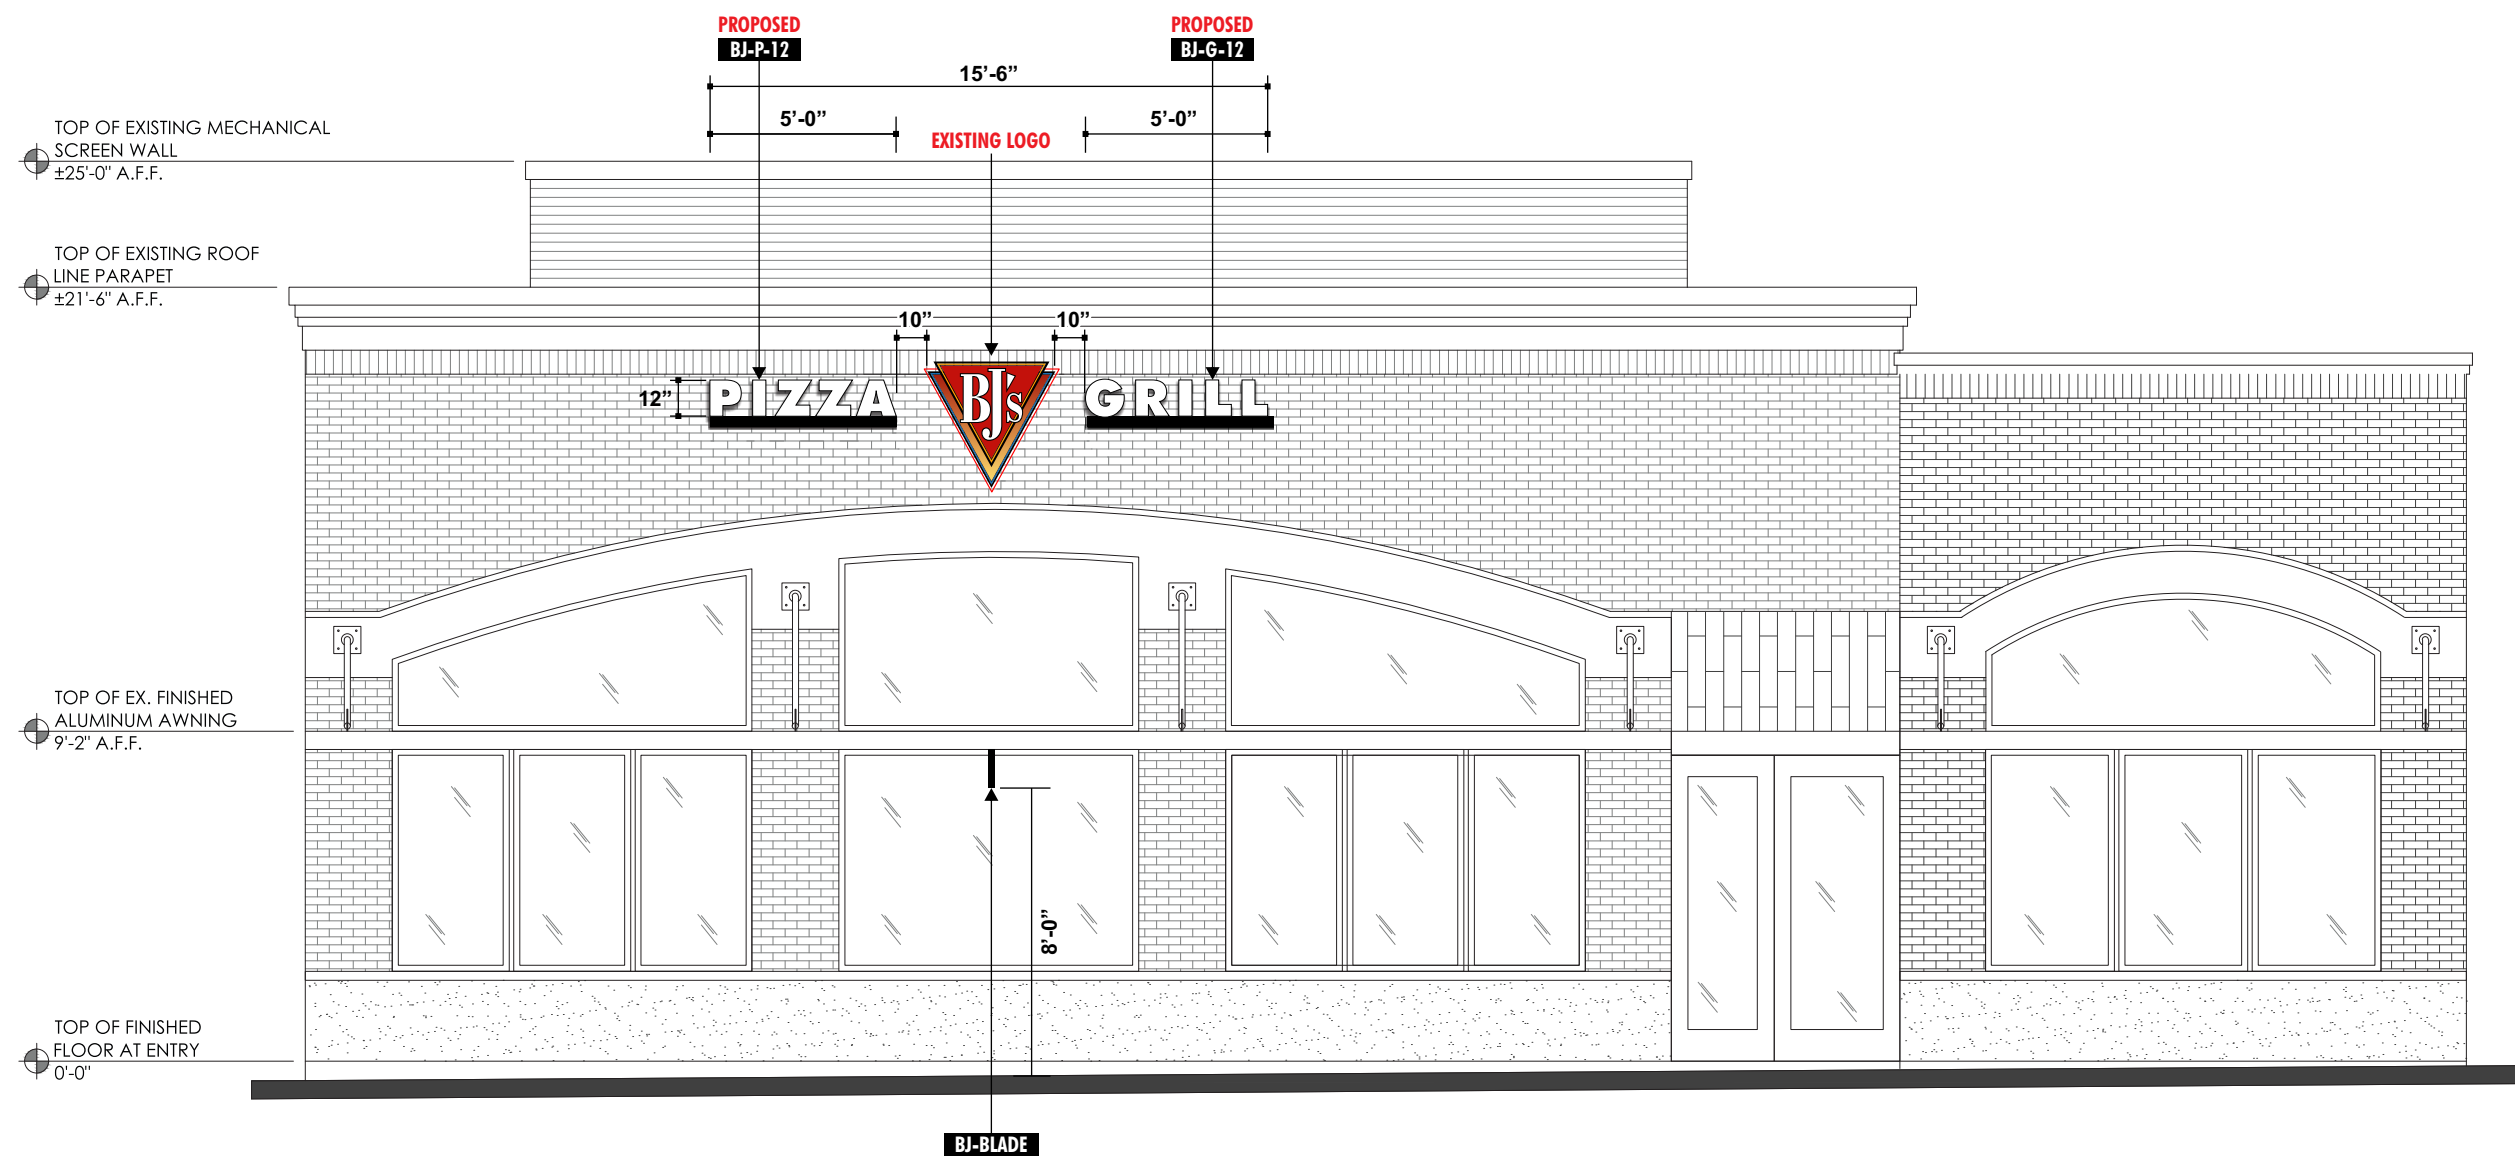 PROPOSED
BJ-P-12
PROPOSED
BJ-G-12
15’-6”
5’-0”
5’-0”
EXISTING LOGO
TOP OF EXISTING MECHANICAL
SCREEN WALL
±25'-0" A.F.F.
TOP OF EXISTING ROOF
LINE PARAPET
±21'-6" A.F.F.
10”
10”
12”
PIZZA
BJ's
GRILL
TOP OF EX. FINISHED
ALUMINUM AWNING
9'-2" A.F.F.
8’-0”
TOP OF FINISHED
FLOOR AT ENTRY
0'-0"
BJ-BLADE